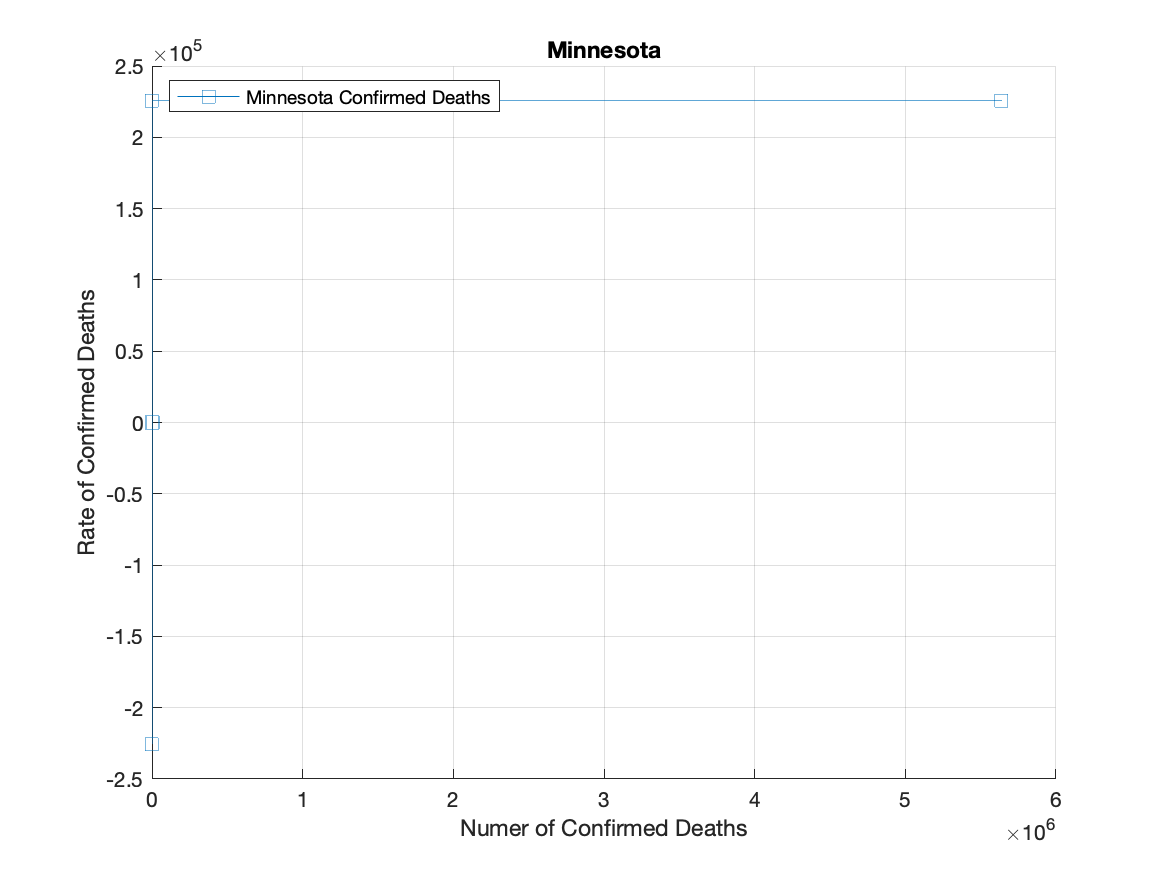 Minnesota
×10^5
2.5
2
1.5
1
0.5
0
-0.5
-1
-1.5
-2
-2.5
Minnesota Confirmed Deaths
Rate of Confirmed Deaths
0 1 2 3 4 5 6
Numer of Confirmed Deaths
×10^6